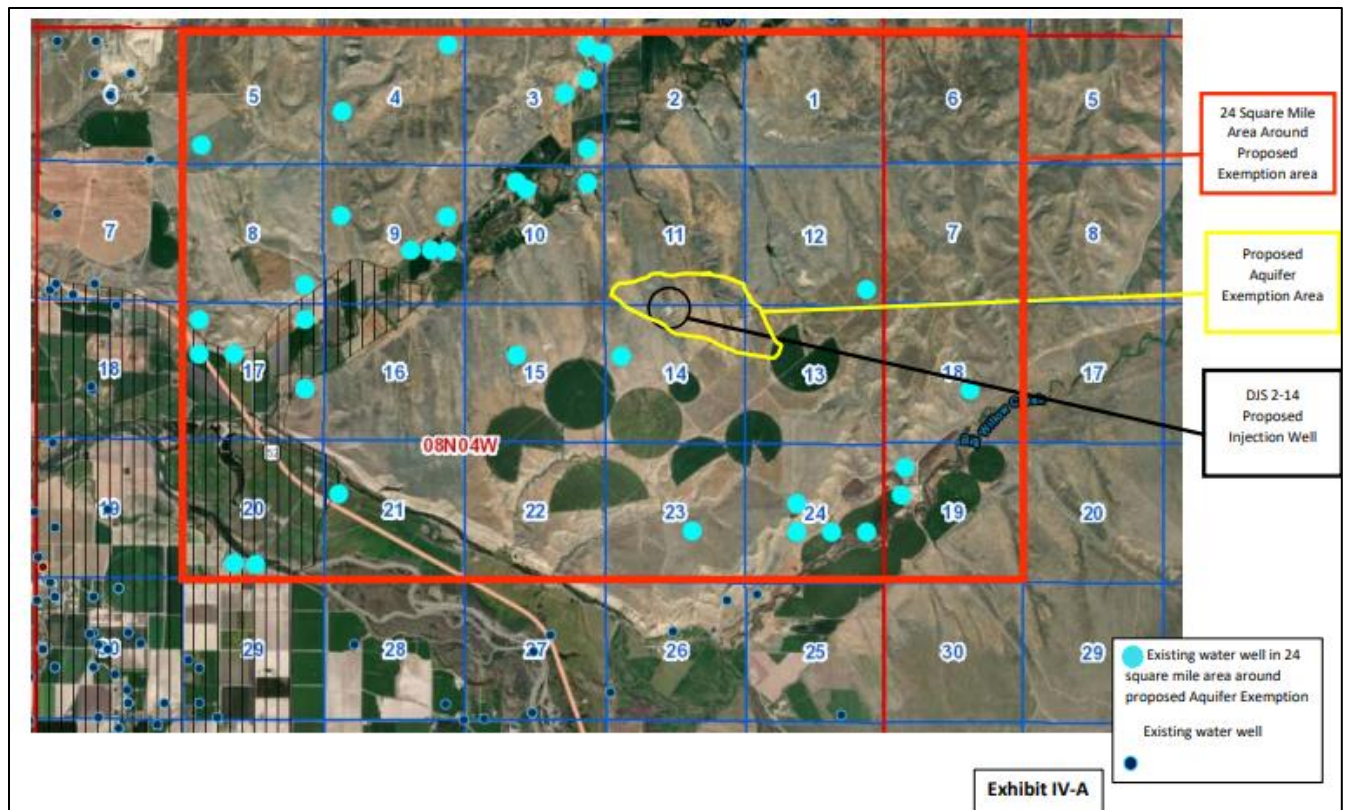 6
5
4
3
2
1
6
5
24 Square Mile
Area Around
Proposed
Exemption area
7
8
9
10
11
12
7
8
Proposed
Aquifer
Exemption Area
18
17
16
15
14
13
18
17
DJS 2-14
Proposed
Injection Well
08N04W
19
20
21
22
23
24
19
20
30
29
28
27
26
25
30
29
Existing water well in 24
square mile area around
proposed Aquifer Exemption
Existing water well
Exhibit IV-A